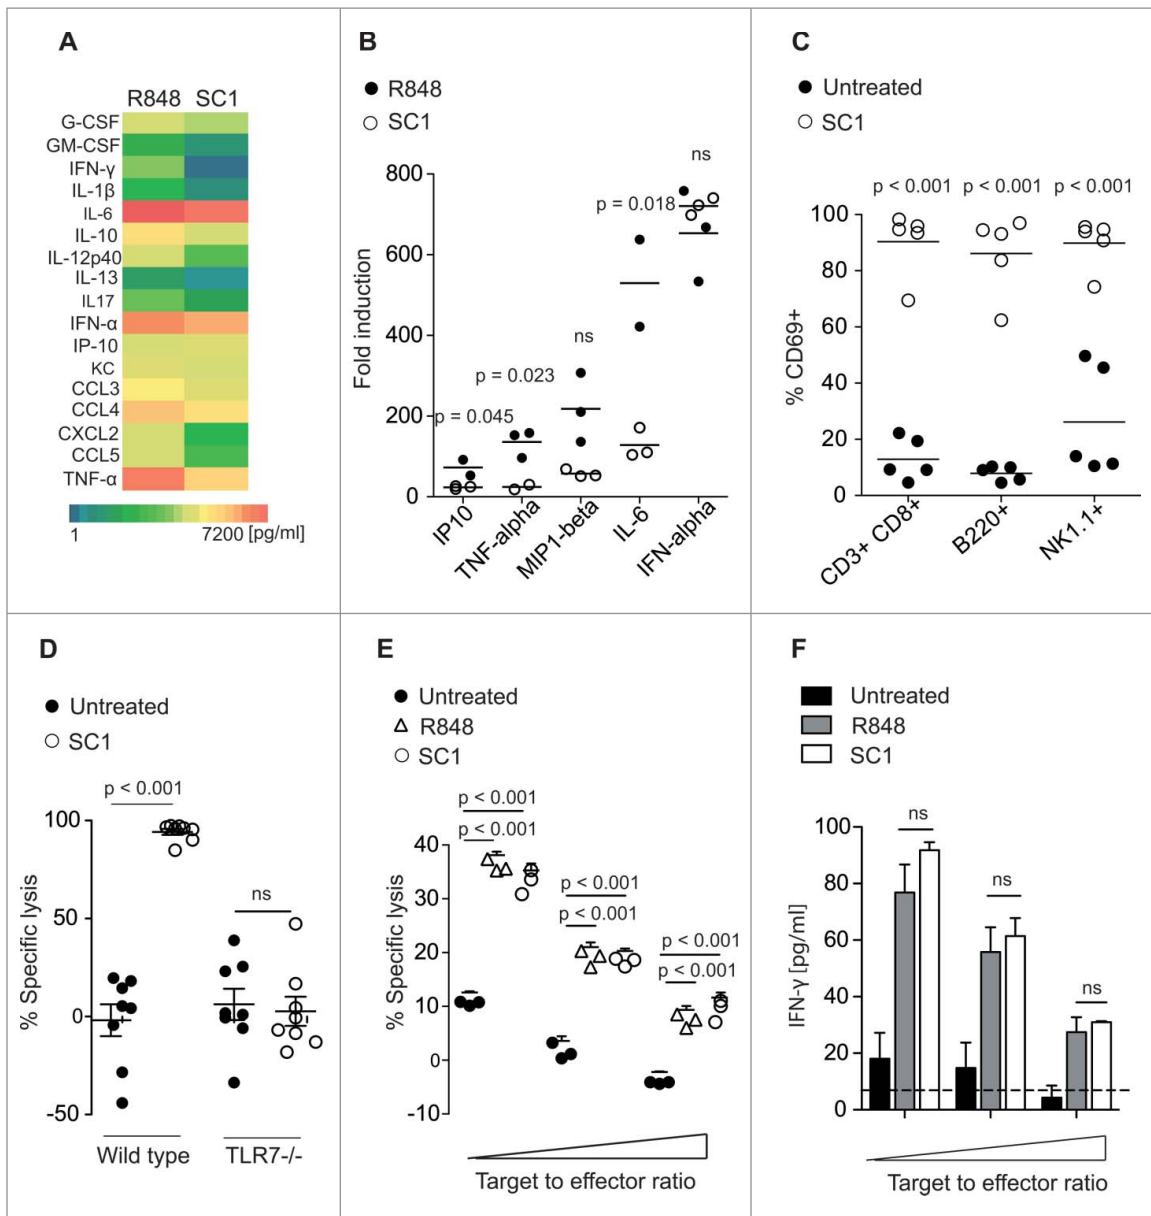 A
R848 SC1
G-CSF
GM-CSF
IFN-γ
IL-1β
IL-6
IL-10
IL-12p40
IL-13
IL17
IFN-α
IP-10
KC
CCL3
CCL4
CXCL2
CCL5
TNF-α
1 7200 [pg/ml]
B
R848
SC1
Fold induction
800
600
400
200
0
p = 0.045
p = 0.023
ns
p = 0.018
ns
IP10
TNF-alpha
MIP1-beta
IL-6
IFN-alpha
C
Untreated
SC1
p < 0.001 p < 0.001 p < 0.001
% CD69+
100
80
60
40
20
0
CD3+ CD8+
B220+
NK1.1+
D
Untreated
SC1
p < 0.001
ns
% Specific lysis
100
50
0
-50
Wild type TLR7-/-
E
Untreated
R848
SC1
p < 0.001
p < 0.001
p < 0.001
p < 0.001
p < 0.001
p < 0.001
% Specific lysis
40
30
20
10
0
-10
Target to effector ratio
F
Untreated
R848
SC1
ns
ns
ns
IFN-γ [pg/ml]
100
80
60
40
20
0
Target to effector ratio